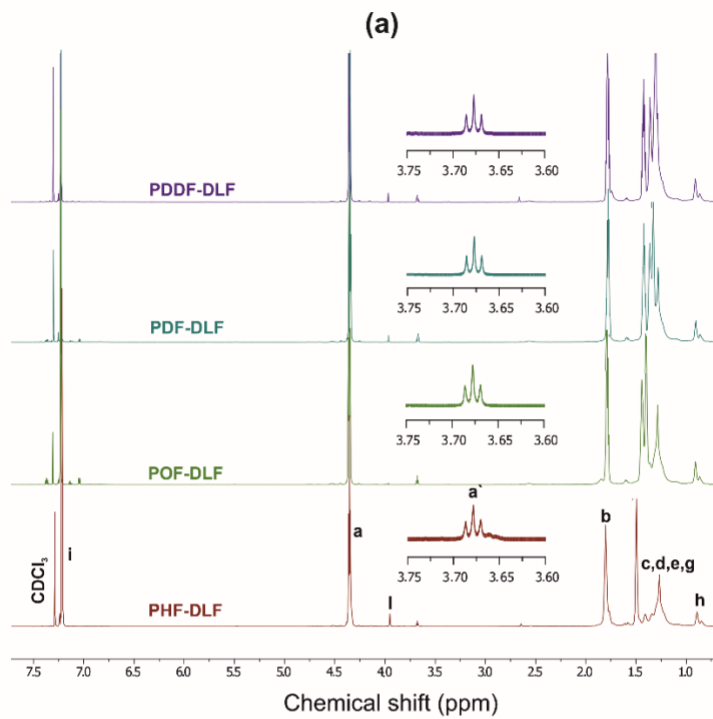 (a)
3.75 3.70 3.65 3.60
PDDF-DLF
3.75 3.70 3.65 3.60
PDF-DLF
3.75 3.70 3.65 3.60
POF-DLF
CDCl3
i
PHF-DLF
a
l
a`
3.75 3.70 3.65 3.60
b
c,d,e,g
h
7.5 7.0 6.5 6.0 5.5 5.0 4.5 4.0 3.5 3.0 2.5 2.0 1.5 1.0
Chemical shift (ppm)